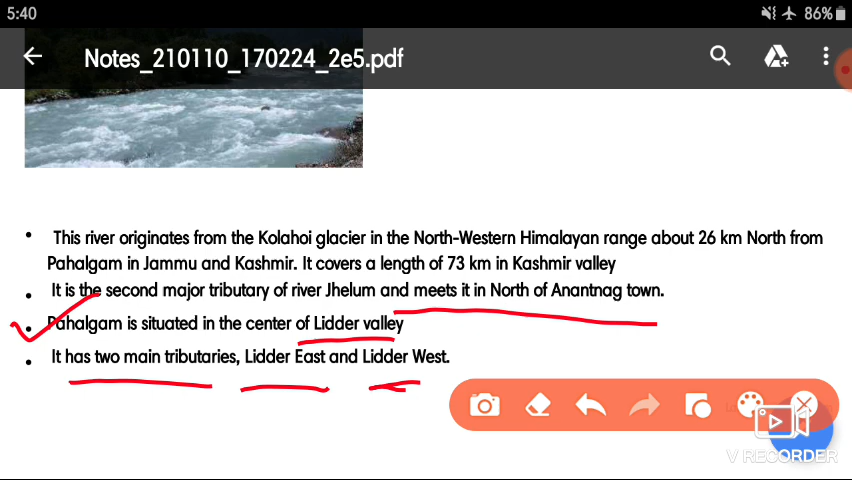 5:40
86%
Notes_210110_170224_2e5.pdf
• This river originates from the Kolahoi glacier in the North-Western Himalayan range about 26 km North from
Pahalgam in Jammu and Kashmir. It covers a length of 73 km in Kashmir valley
• It is the second major tributary of river Jhelum and meets it in North of Anantnag town.
• Pahalgam is situated in the center of Lidder valley
• It has two main tributaries, Lidder East and Lidder West.
V RECORDER